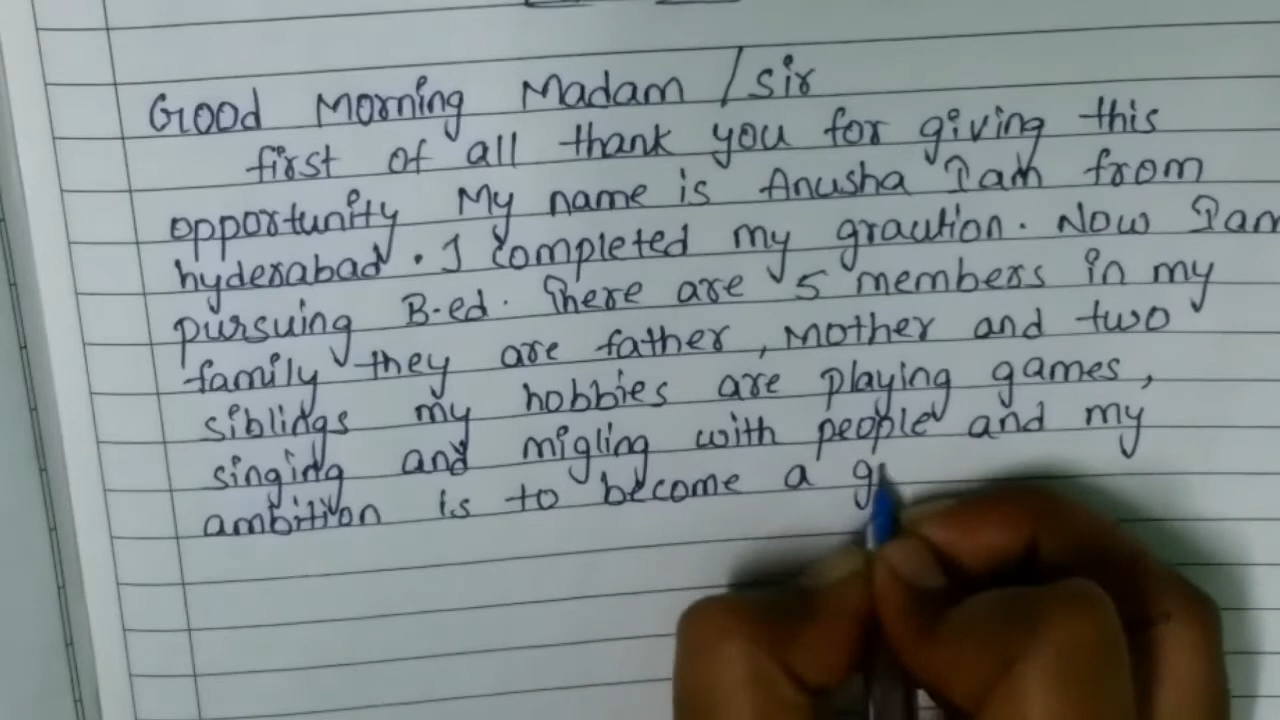 Good Morning Madam / Sir
first of all thank you for giving this
opportunity My name is Anusha I am from
hyderabad. I completed my graution. Now I am
pursuing B-ed. There are 5 members in my
family they are father, Mother and two
siblings my hobbies are playing games,
singing and migling with people and my
ambition is to become a g